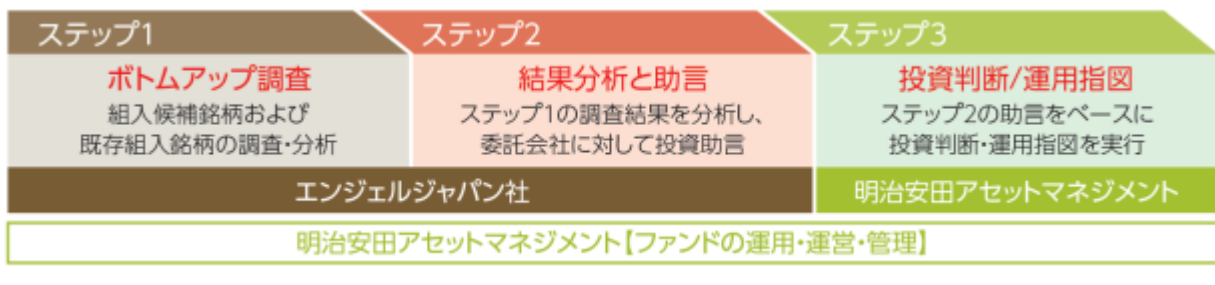 ステップ1
ステップ2
ステップ3
ボトムアップ調査
組入候補銘柄および
既存組入銘柄の調査・分析
結果分析と助言
ステップ1の調査結果を分析し、
委託会社に対して投資助言
投資判断/運用指図
ステップ2の助言をベースに
投資判断・運用指図を実行
エンジェルジャパン社
明治安田アセットマネジメント
明治安田アセットマネジメント【ファンドの運用・運営・管理】